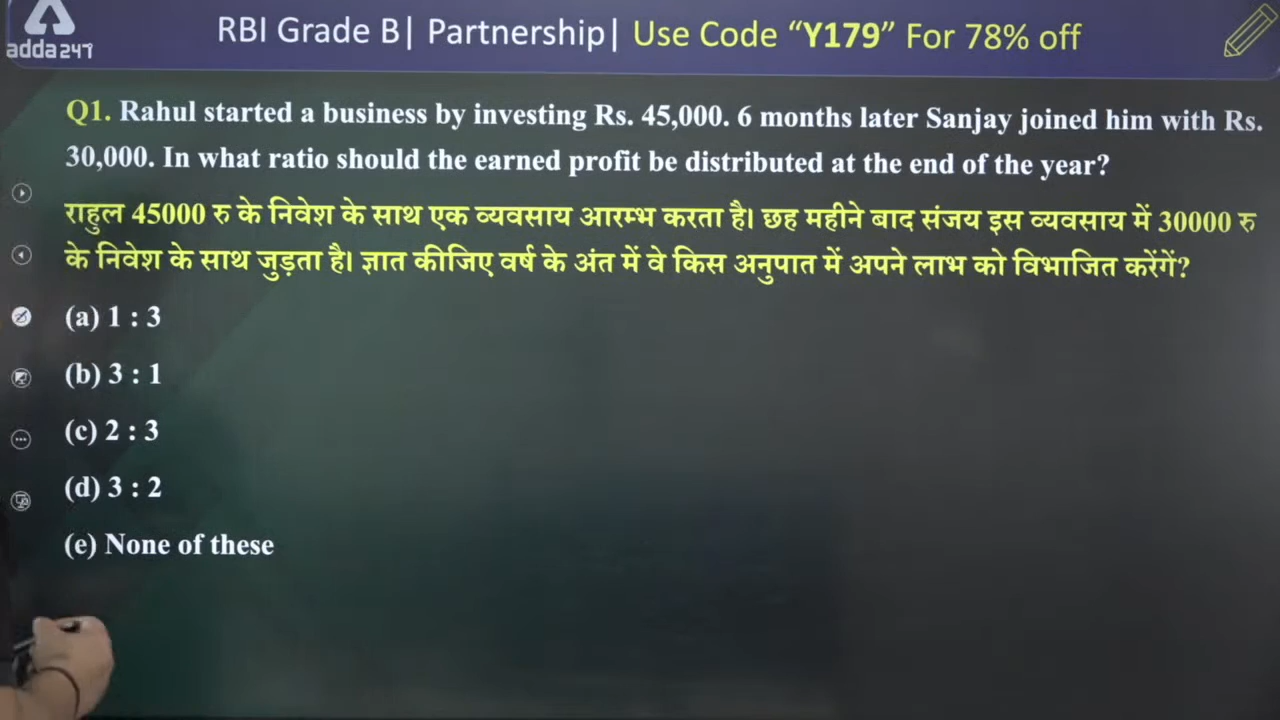 adda247
RBI Grade B| Partnership| Use Code “Y179” For 78% off
Q1. Rahul started a business by investing Rs. 45,000. 6 months later Sanjay joined him with Rs.
30,000. In what ratio should the earned profit be distributed at the end of the year?
राहुल 45000 रु के निवेश के साथ एक व्यवसाय आरम्भ करता है। छह महीने बाद संजय इस व्यवसाय में 30000 रु
के निवेश के साथ जुड़ता है। ज्ञात कीजिए वर्ष के अंत में वे किस अनुपात में अपने लाभ को विभाजित करेंगें?
(a) 1 : 3
(b) 3 : 1
(c) 2 : 3
(d) 3 : 2
(e) None of these